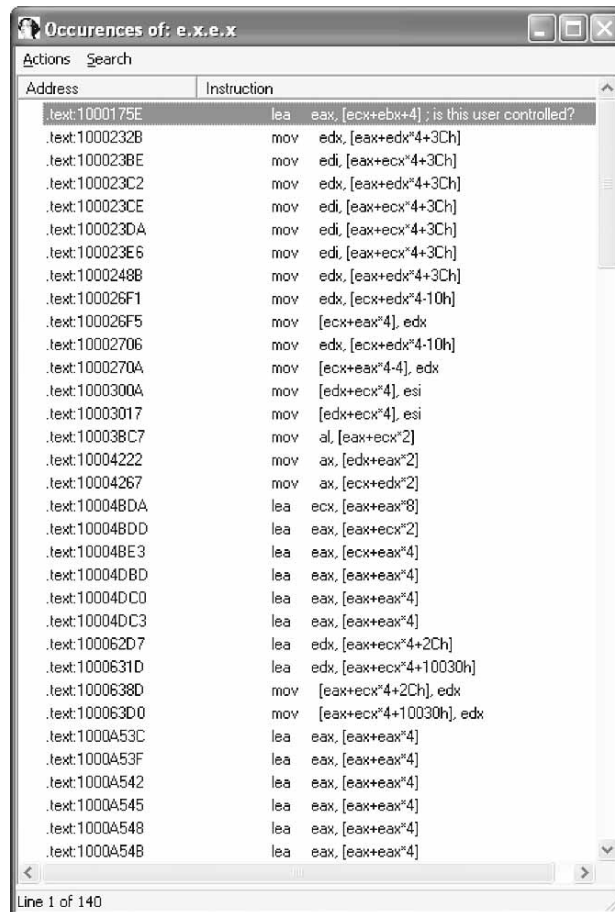 Occurences of: e.x.e.x
Actions Search
Address Instruction
.text:1000175E lea eax, [ecx+ebx+4] ; is this user controlled?
.text:1000232B mov edx, [eax+edx*4+3Ch]
.text:100023BE mov edi, [eax+ecx*4+3Ch]
.text:100023C2 mov edx, [eax+edx*4+3Ch]
.text:100023CE mov edi, [eax+ecx*4+3Ch]
.text:100023DA mov edi, [eax+ecx*4+3Ch]
.text:100023E6 mov edi, [eax+ecx*4+3Ch]
.text:1000248B mov edx, [eax+edx*4+3Ch]
.text:100026F1 mov edx, [ecx+edx*4-10h]
.text:100026F5 mov [ecx+eax*4], edx
.text:10002706 mov edx, [ecx+edx*4-10h]
.text:1000270A mov [ecx+eax*4-4], edx
.text:1000300A mov [edx+ecx*4], esi
.text:10003017 mov [edx+ecx*4], esi
.text:10003BC7 mov al, [eax+ecx*2]
.text:10004222 mov ax, [edx+eax*2]
.text:10004267 mov ax, [ecx+edx*2]
.text:10004BDA lea ecx, [eax+eax*8]
.text:10004BDD lea eax, [eax+ecx*2]
.text:10004BE3 lea eax, [ecx+eax*4]
.text:10004DBD lea eax, [eax+eax*4]
.text:10004DC0 lea eax, [eax+eax*4]
.text:10004DC3 lea eax, [eax+eax*4]
.text:100062D7 lea edx, [eax+ecx*4+2Ch]
.text:1000631D lea edx, [eax+ecx*4+10030h]
.text:1000638D mov [eax+ecx*4+2Ch], edx
.text:100063D0 mov [eax+ecx*4+10030h], edx
.text:1000A53C lea eax, [eax+eax*4]
.text:1000A53F lea eax, [eax+eax*4]
.text:1000A542 lea eax, [eax+eax*4]
.text:1000A545 lea eax, [eax+eax*4]
.text:1000A548 lea eax, [eax+eax*4]
.text:1000A54B lea eax, [eax+eax*4]
Line 1 of 140